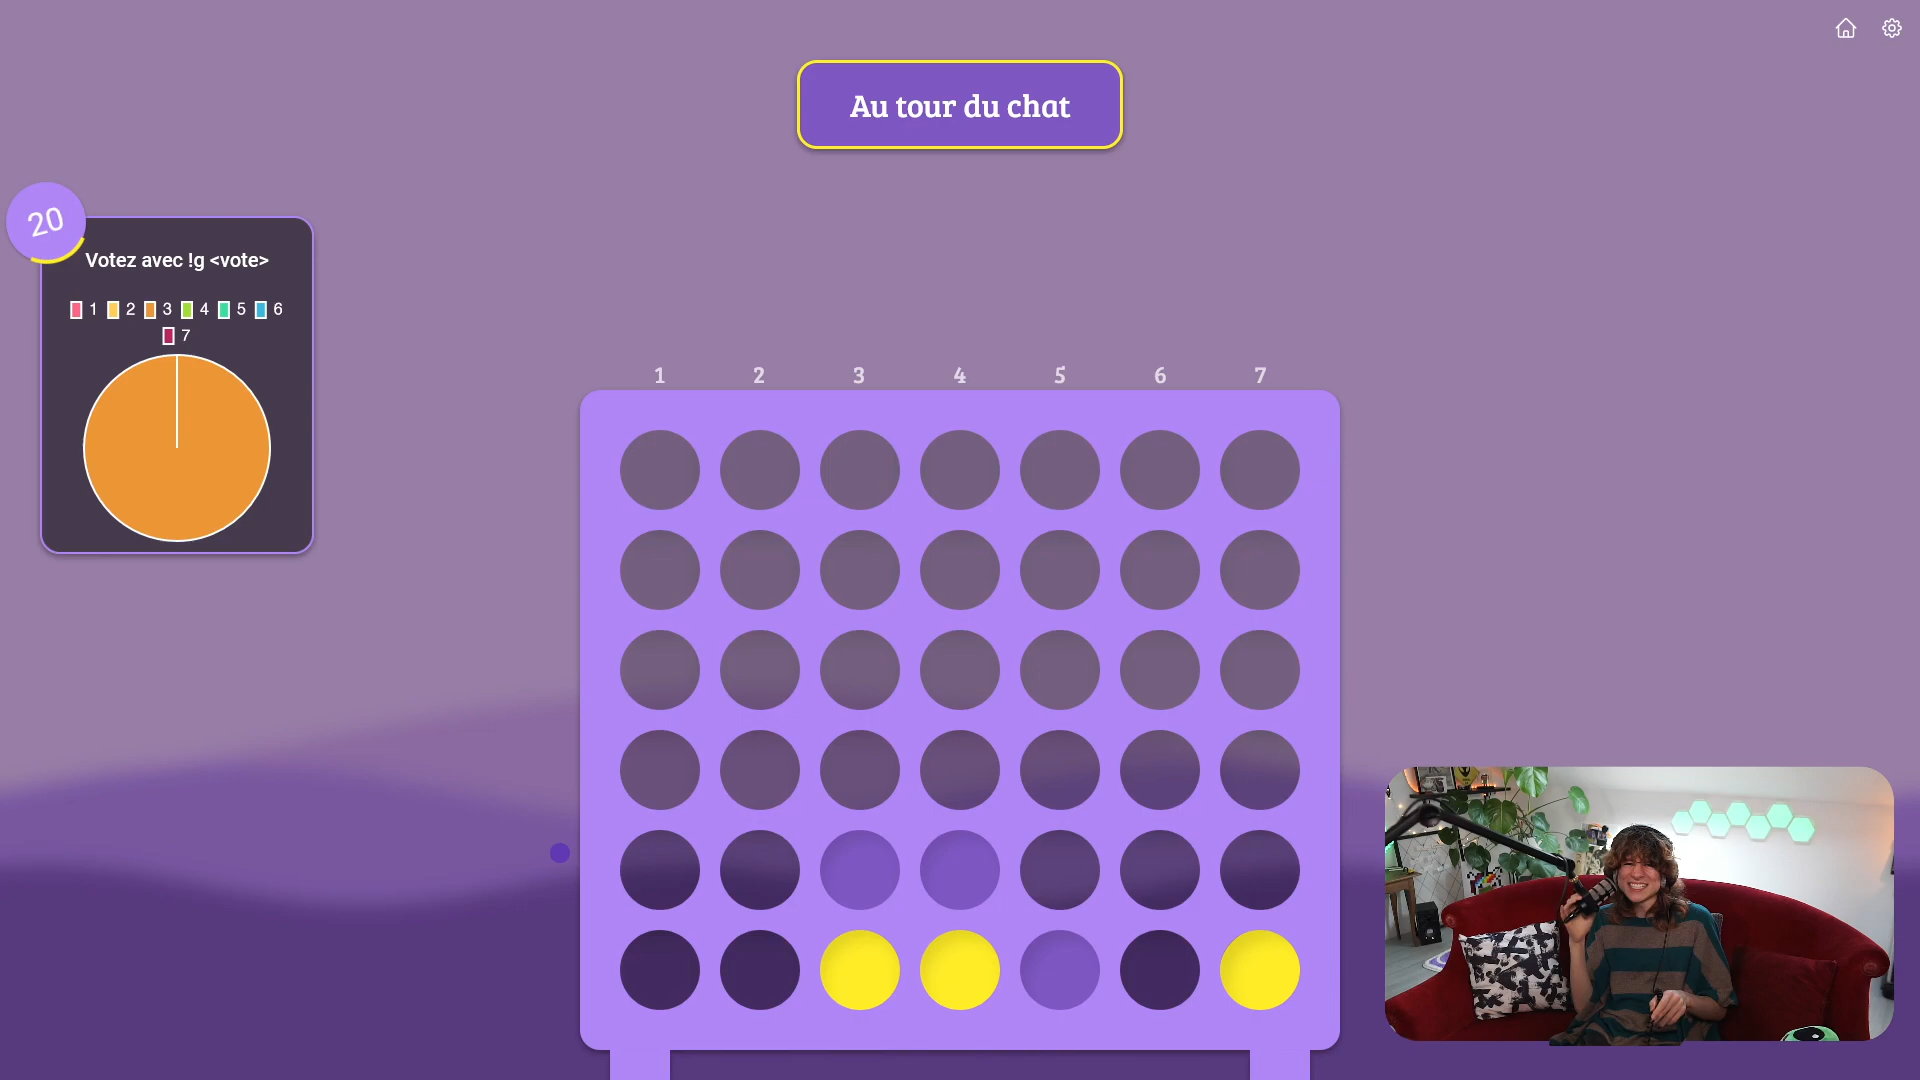 Au tour du chat
20
Votez avec !g <vote>
1 2 3 4 5 6
7
1 2 3 4 5 6 7